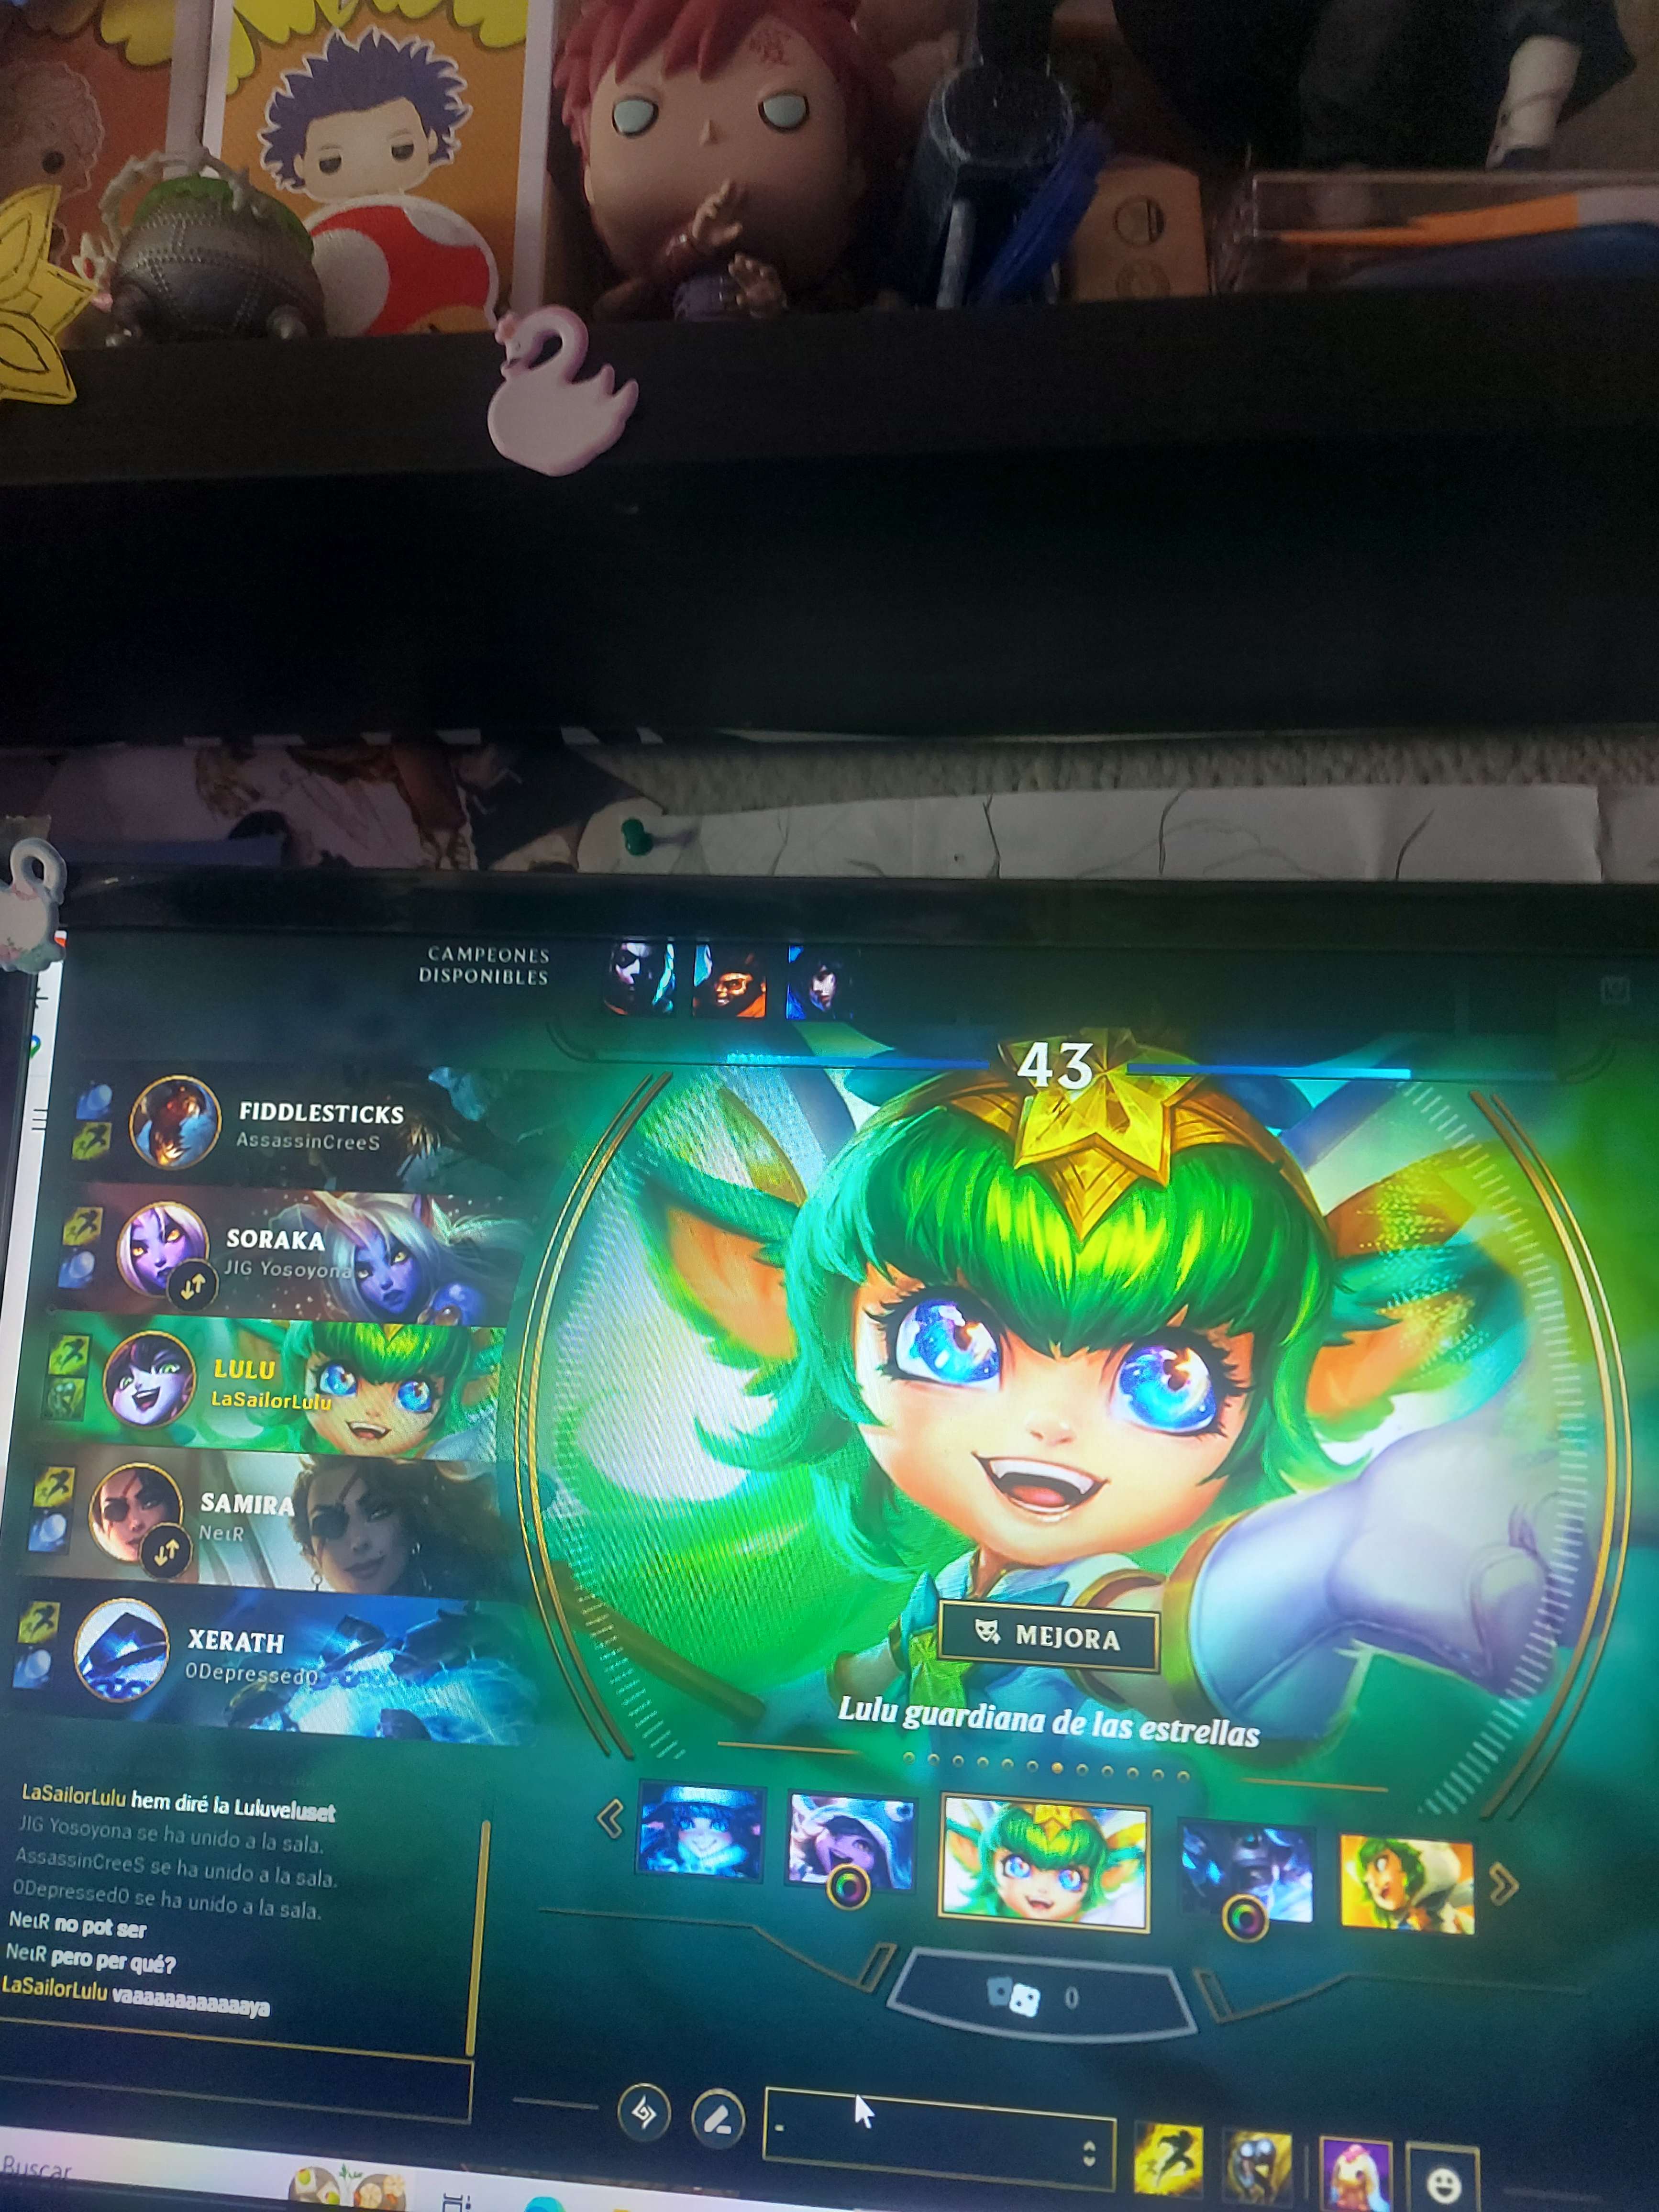 CAMPEONES
DISPONIBLES
43
FIDDLESTICKS
AssassinCreeS
SORAKA
JIG Yosoyona
LULU
LaSailorLulu
SAMIRA
NeιR
XERATH
0Depressed0
MEJORA
Lulu guardiana de las estrellas
LaSailorLulu hem diré la Luluveluset
JIG Yosoyona se ha unido a la sala.
AssassinCreeS se ha unido a la sala.
0Depressed0 se ha unido a la sala.
NeιR no pot ser
NeιR pero per qué?
LaSailorLulu vaaaaaaaaaaaaaya
0
-
Buscar